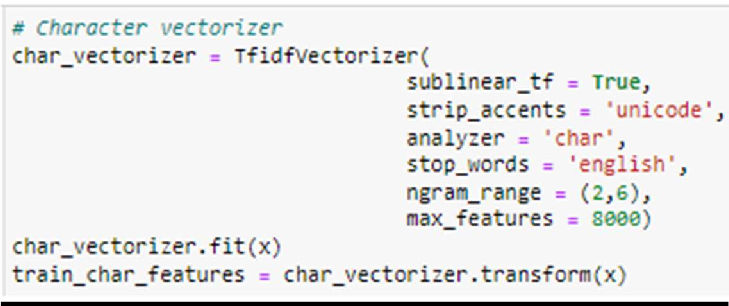 # Character vectorizer
char_vectorizer = TfidfVectorizer(
sublinear_tf = True,
strip_accents = 'unicode',
analyzer = 'char',
stop_words = 'english',
ngram_range = (2,6),
max_features = 8000)
char_vectorizer.fit(x)
train_char_features = char_vectorizer.transform(x)